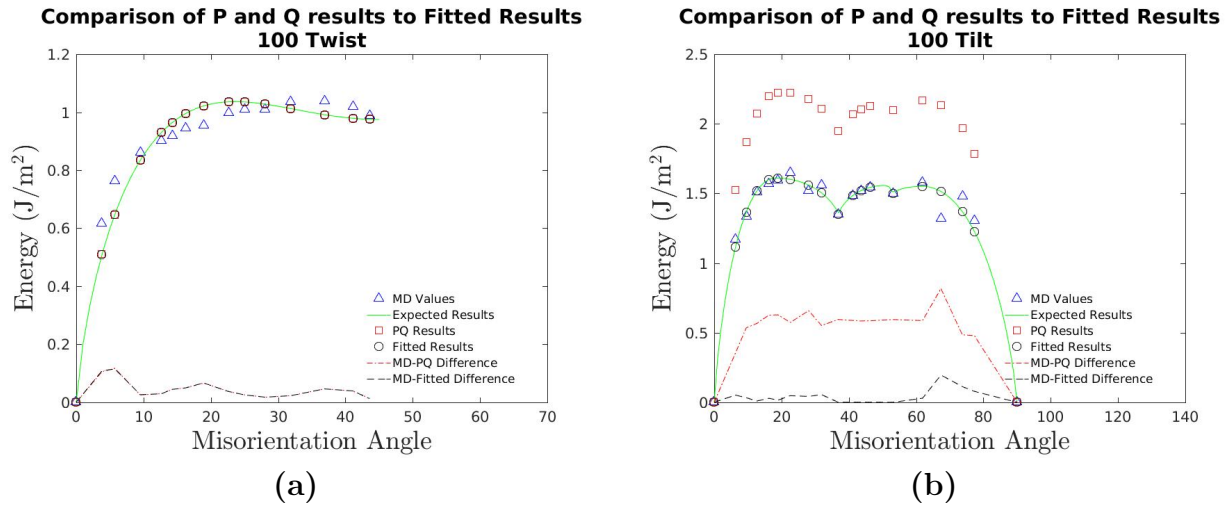 Comparison of P and Q results to Fitted Results
100 Twist
1.2
1
0.8
0.6
0.4
0.2
0
Energy (J/m²)
MD Values
Expected Results
PQ Results
Fitted Results
MD-PQ Difference
MD-Fitted Difference
0 10 20 30 40 50 60 70
Misorientation Angle
(a)
Comparison of P and Q results to Fitted Results
100 Tilt
2.5
2
1.5
1
0.5
0
Energy (J/m²)
MD Values
Expected Results
PQ Results
Fitted Results
MD-PQ Difference
MD-Fitted Difference
0 20 40 60 80 100 120 140
Misorientation Angle
(b)